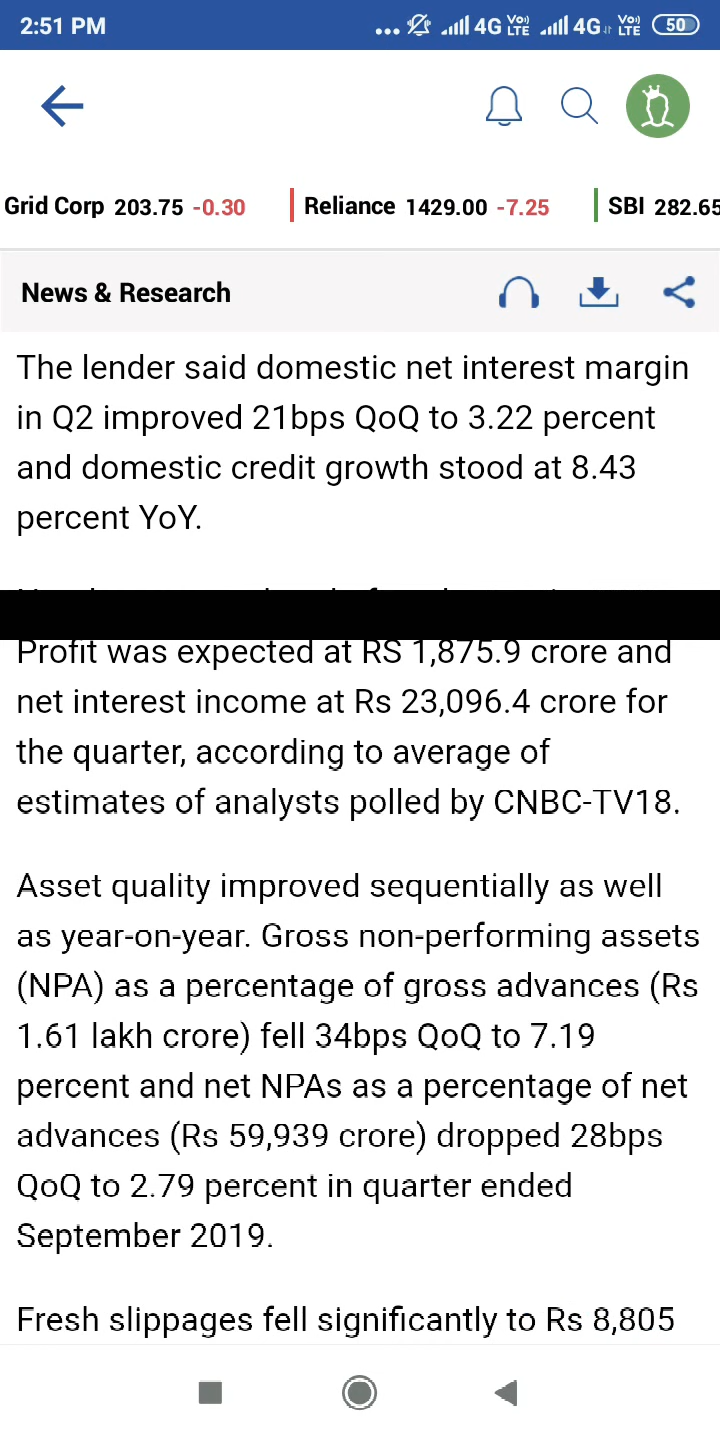 2:51 PM
4G Vo) LTE 4G Vo) LTE 50
Grid Corp 203.75 -0.30 Reliance 1429.00 -7.25 SBI 282.65
News & Research
The lender said domestic net interest margin
in Q2 improved 21bps QoQ to 3.22 percent
and domestic credit growth stood at 8.43
percent YoY.
Profit was expected at RS 1,875.9 crore and
net interest income at Rs 23,096.4 crore for
the quarter, according to average of
estimates of analysts polled by CNBC-TV18.
Asset quality improved sequentially as well
as year-on-year. Gross non-performing assets
(NPA) as a percentage of gross advances (Rs
1.61 lakh crore) fell 34bps QoQ to 7.19
percent and net NPAs as a percentage of net
advances (Rs 59,939 crore) dropped 28bps
QoQ to 2.79 percent in quarter ended
September 2019.
Fresh slippages fell significantly to Rs 8,805